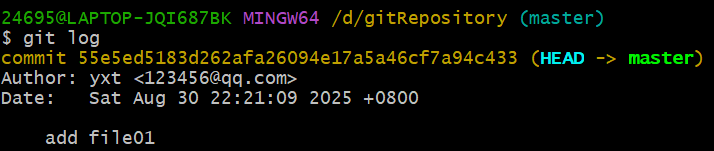 24695@LAPTOP-JQI687BK MINGW64 /d/gitRepository (master)
$ git log
commit 55e5ed5183d262afa26094e17a5a46cf7a94c433 (HEAD -> master)
Author: yxt <123456@qq.com>
Date:   Sat Aug 30 22:21:09 2025 +0800
    add file01